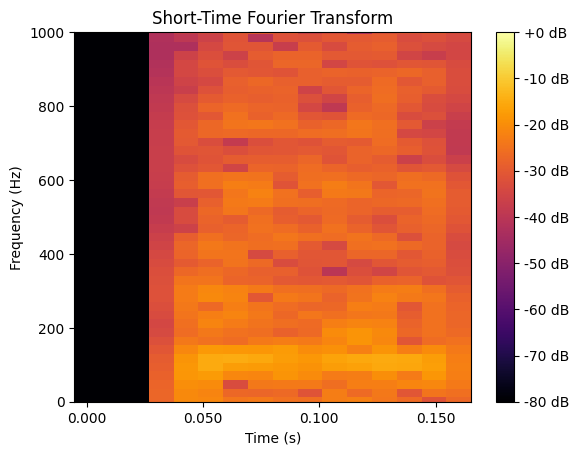 Short-Time Fourier Transform
1000
800
600
400
200
0
Frequency (Hz)
0.000
0.050
0.100
0.150
Time (s)
+0 dB
-10 dB
-20 dB
-30 dB
-40 dB
-50 dB
-60 dB
-70 dB
-80 dB